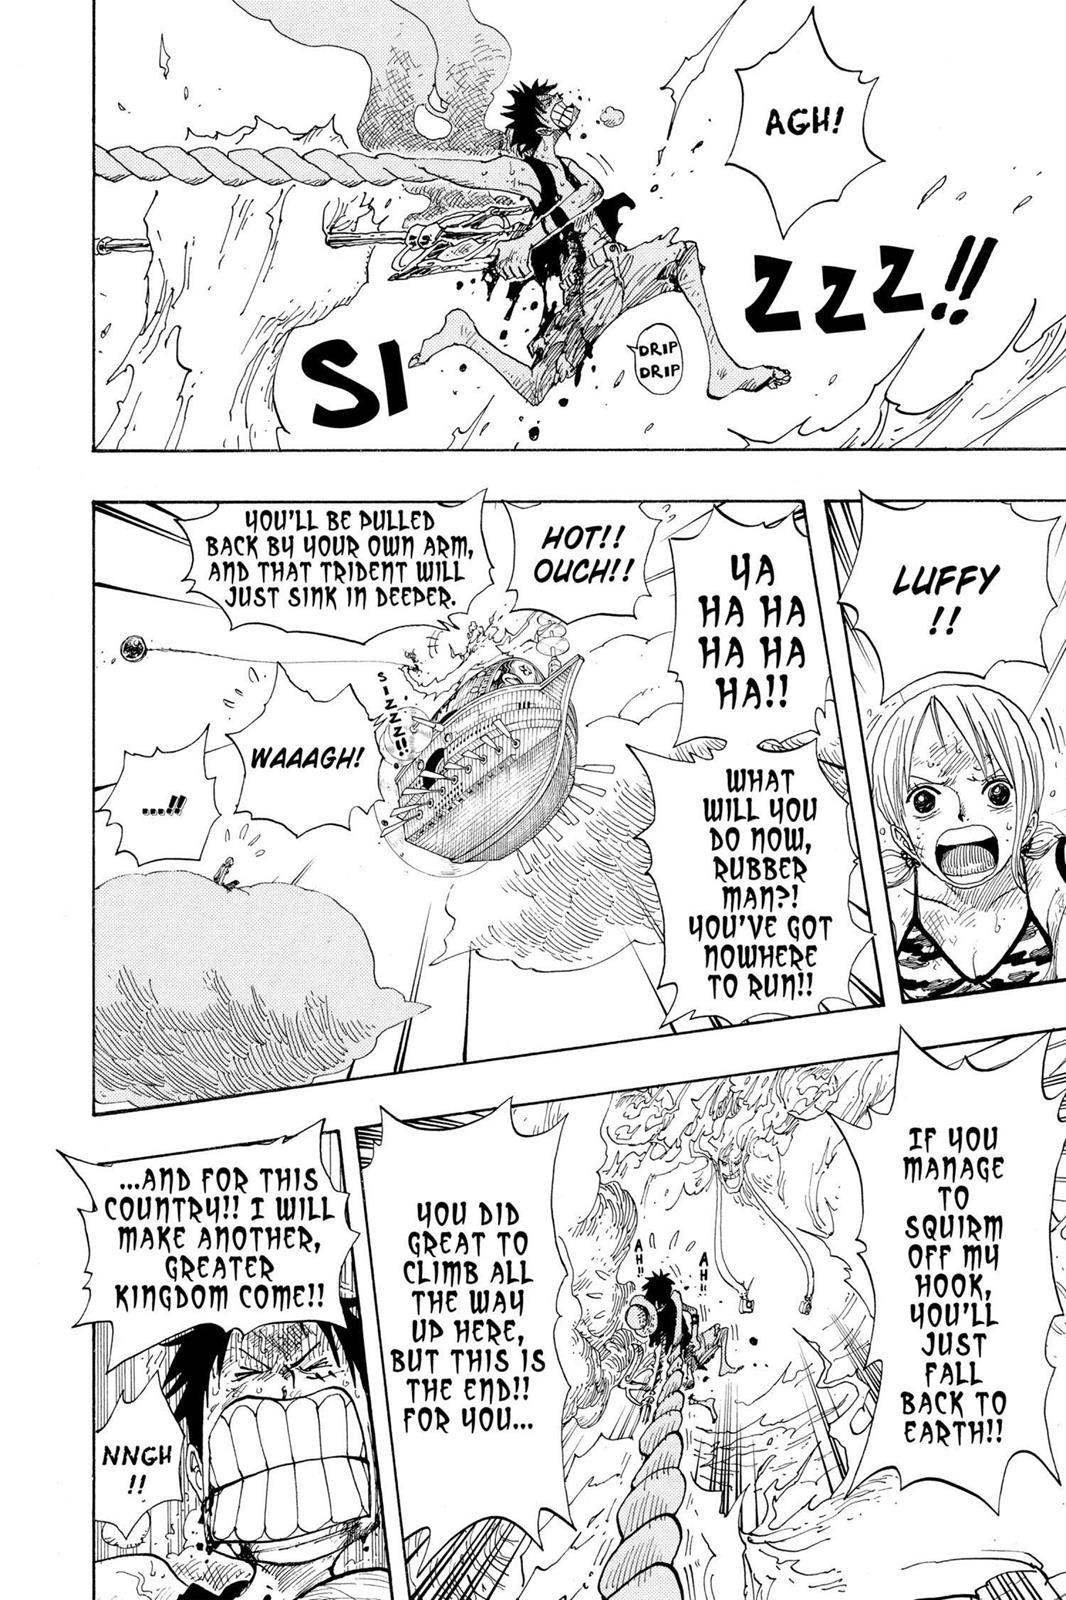 AGH!
SI
ZZZ!!
DRIP
DRIP
LUFFY
!!
YA
HA HA
HA HA
HA!!
WHAT
WILL YOU
DO NOW,
RUBBER
MAN?!
YOU'VE GOT
NOWHERE
TO RUN!!
HOT!!
OUCH!!
YOU'LL BE PULLED
BACK BY YOUR OWN ARM,
AND THAT TRIDENT WILL
JUST SINK IN DEEPER.
SIZZZ!!
WAAAGH!
...!!
IF YOU
MANAGE
TO
SQUIRM
OFF MY
HOOK,
YOU'LL
JUST
FALL
BACK TO
EARTH!!
AH!!
AH!!
YOU DID
GREAT TO
CLIMB ALL
THE WAY
UP HERE,
BUT THIS IS
THE END!!
FOR YOU...
...AND FOR THIS
COUNTRY!! I WILL
MAKE ANOTHER,
GREATER
KINGDOM COME!!
NNGH
!!